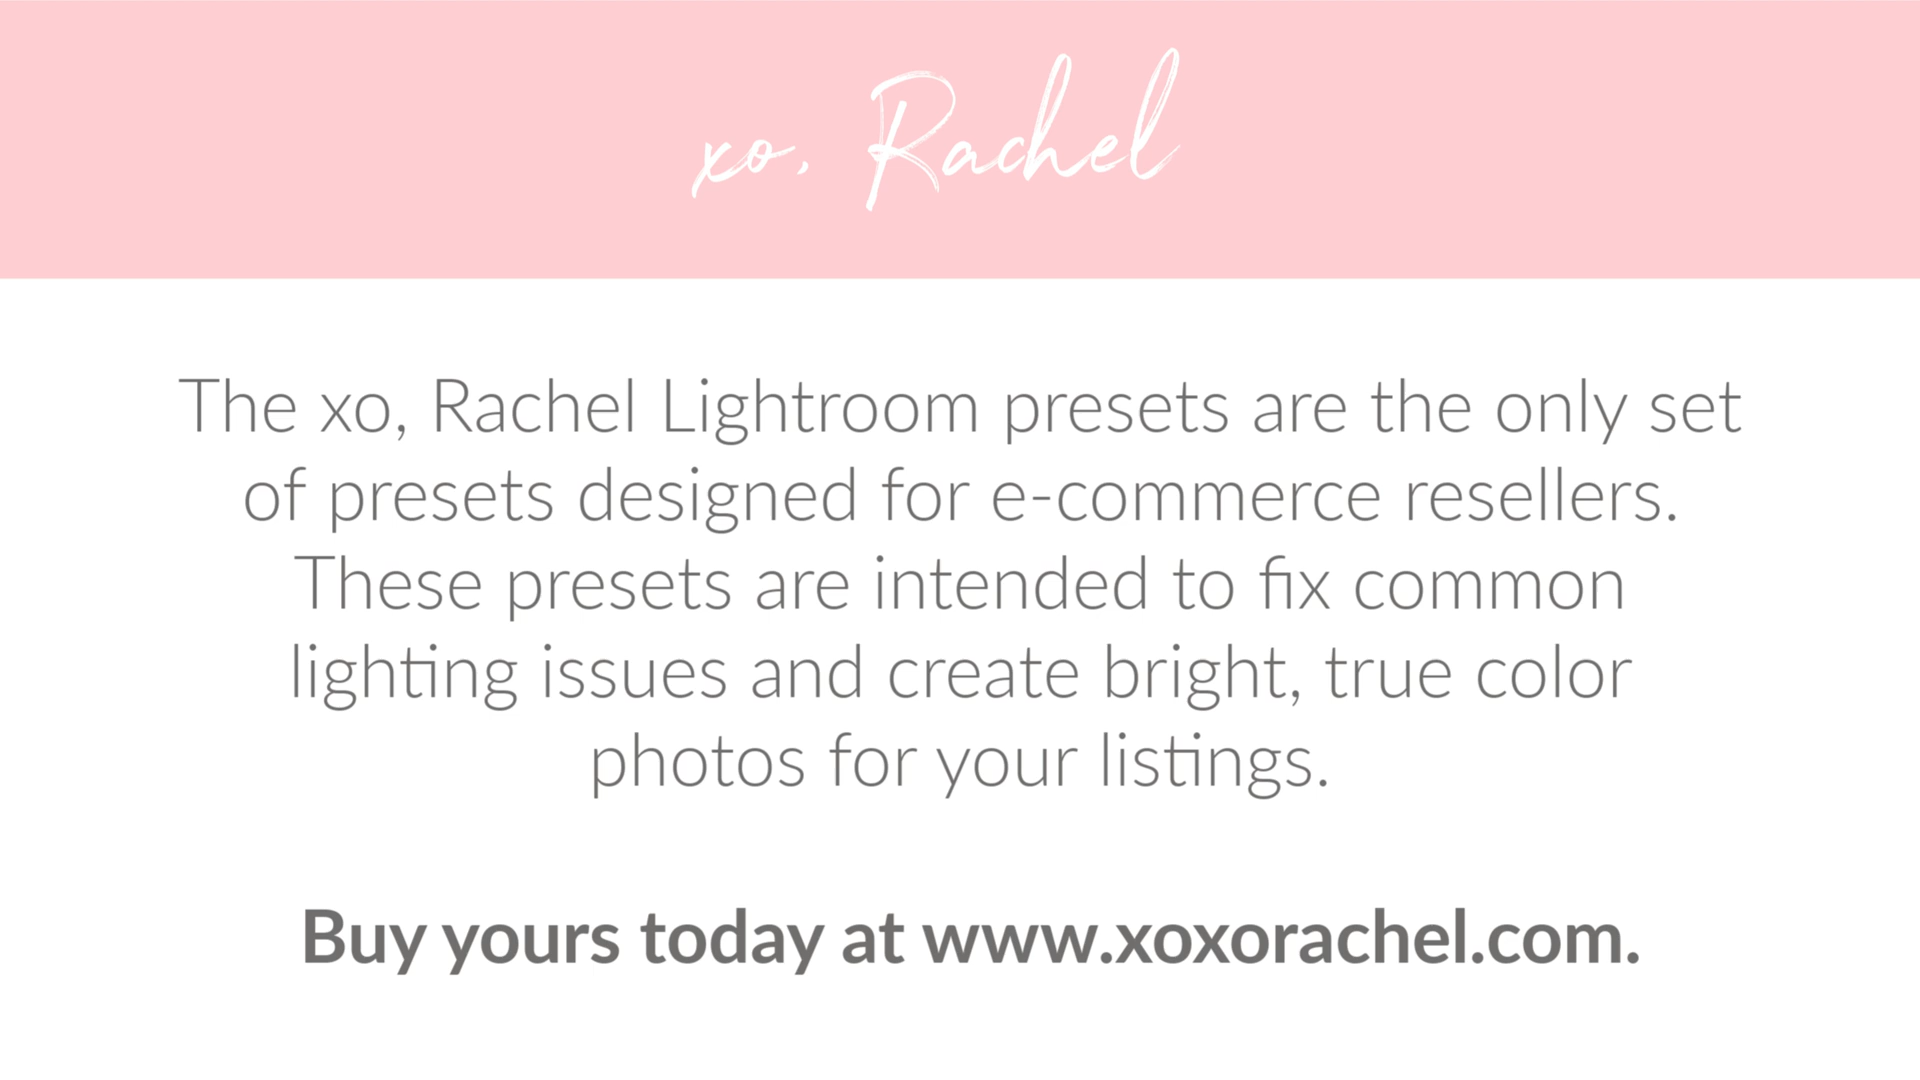 xo, Rachel
The xo, Rachel Lightroom presets are the only set
of presets designed for e-commerce resellers.
These presets are intended to fix common
lighting issues and create bright, true color
photos for your listings.
Buy yours today at www.xoxorachel.com.